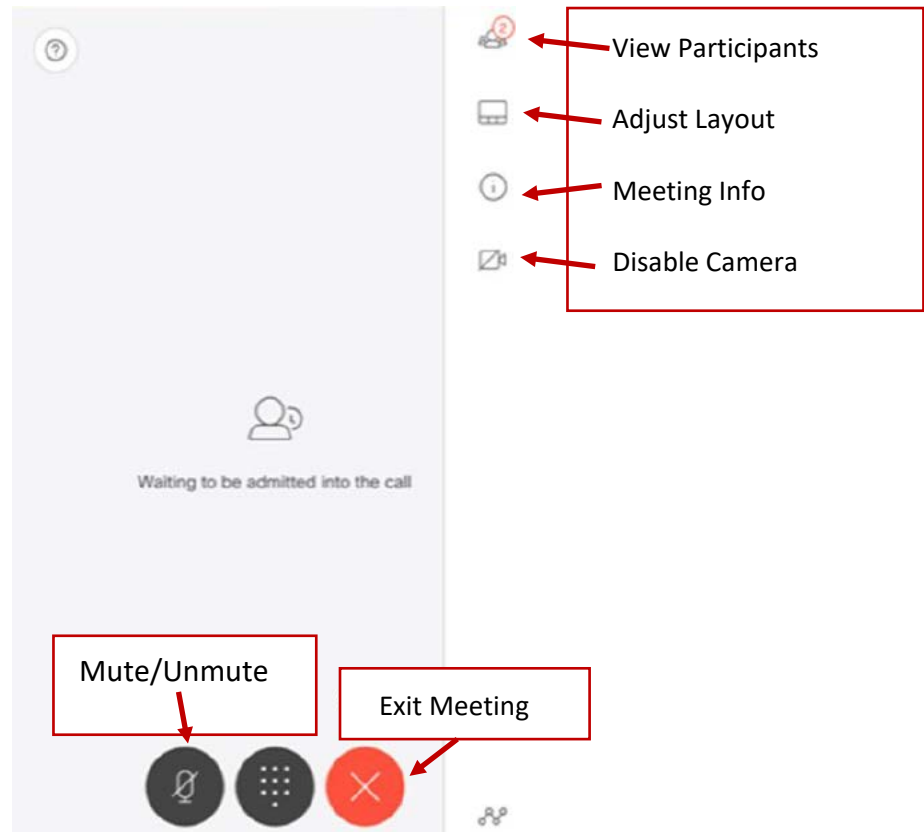 ?
2
View Participants
Adjust Layout
i
Meeting Info
Disable Camera
Waiting to be admitted into the call
Mute/Unmute
Exit Meeting